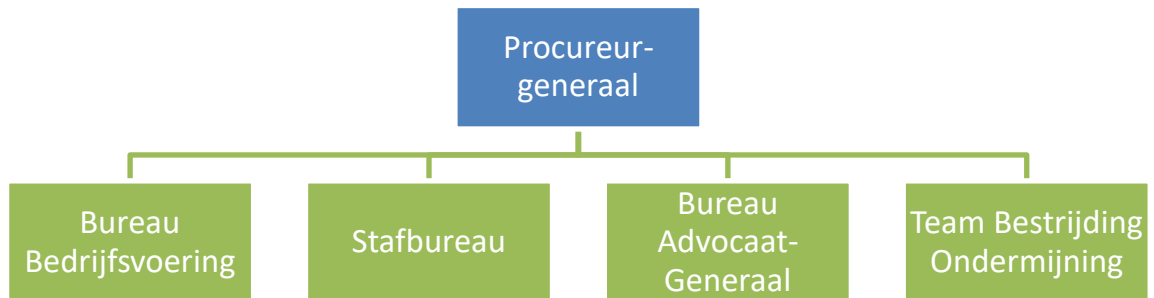 Procureur-
generaal
Bureau
Bedrijfsvoering
Stafbureau
Bureau
Advocaat-
Generaal
Team Bestrijding
Ondermijning